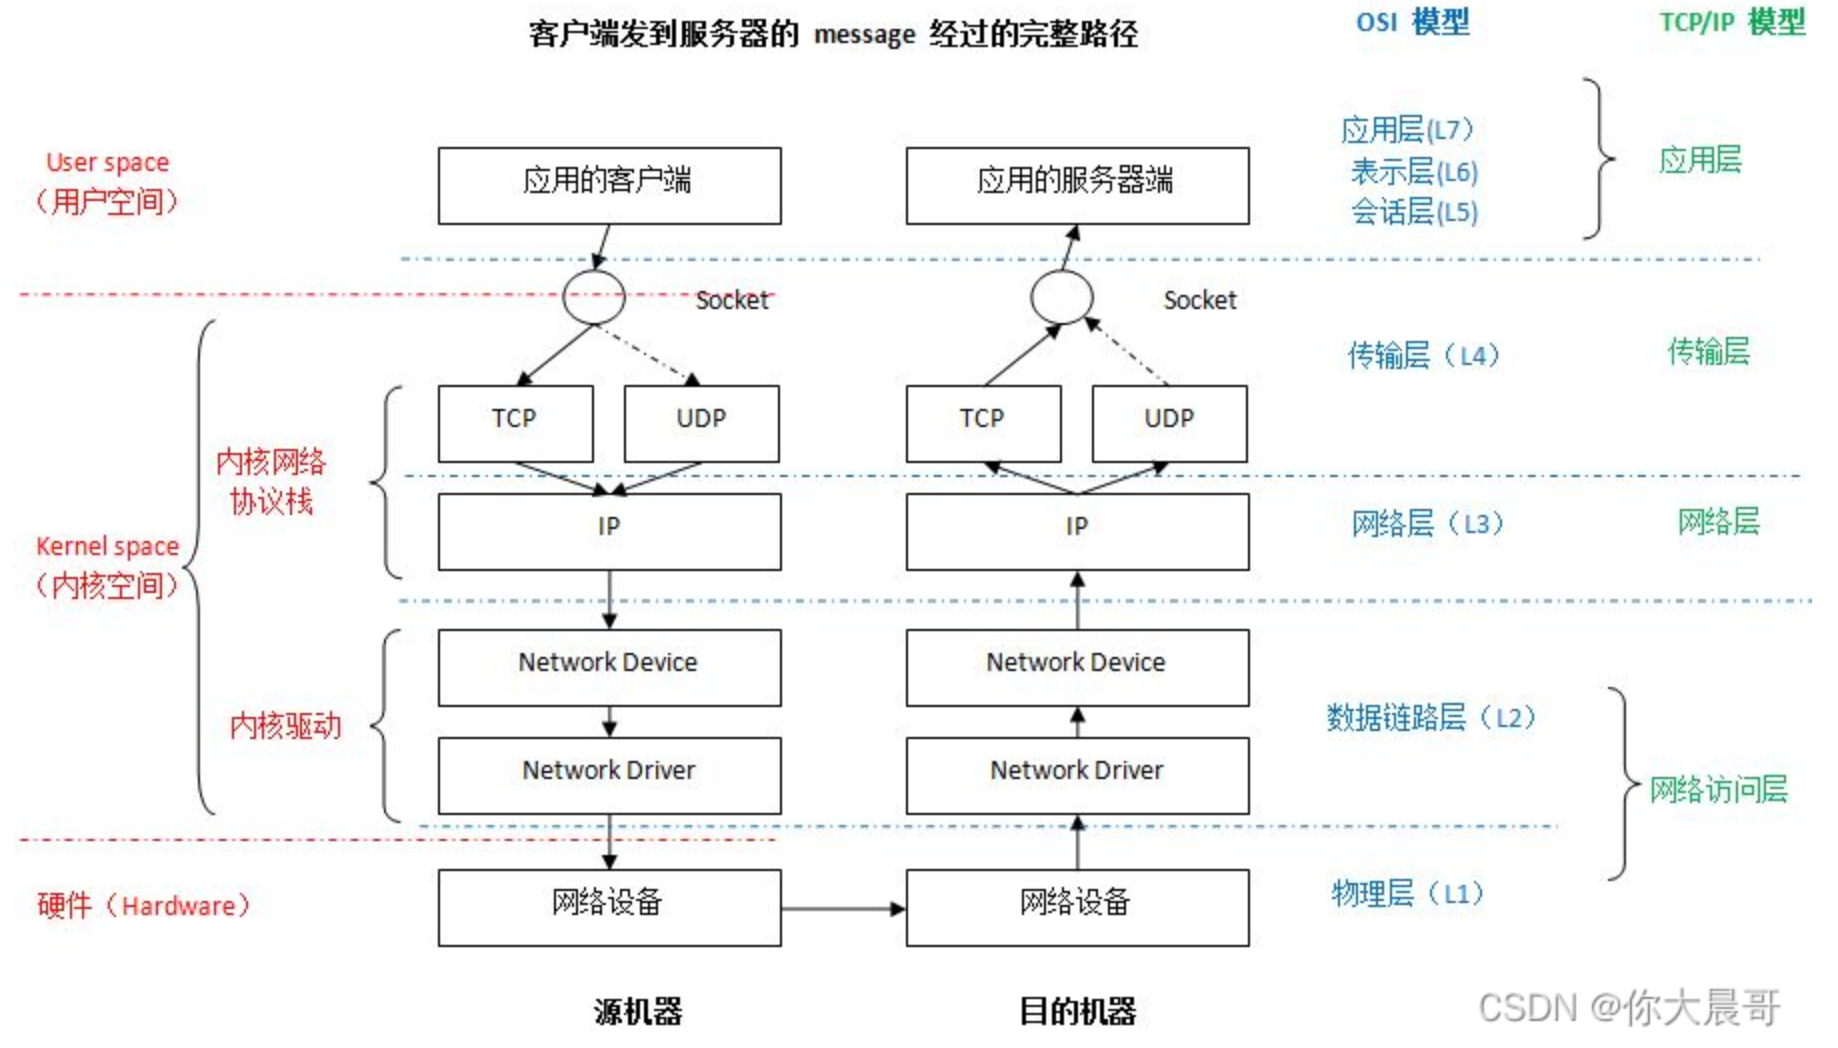 客户端发到服务器的 message 经过的完整路径
OSI 模型
TCP/IP 模型
User space
（用户空间）
应用的客户端
应用的服务器端
应用层(L7）
表示层(L6)
会话层(L5)
应用层
Socket
Socket
传输层（L4）
传输层
TCP
UDP
TCP
UDP
内核网络
协议栈
IP
IP
网络层（L3）
网络层
Kernel space
（内核空间）
Network Device
Network Device
内核驱动
数据链路层（L2）
Network Driver
Network Driver
网络访问层
硬件（Hardware）
网络设备
网络设备
物理层（L1）
源机器
目的机器
CSDN @你大晨哥